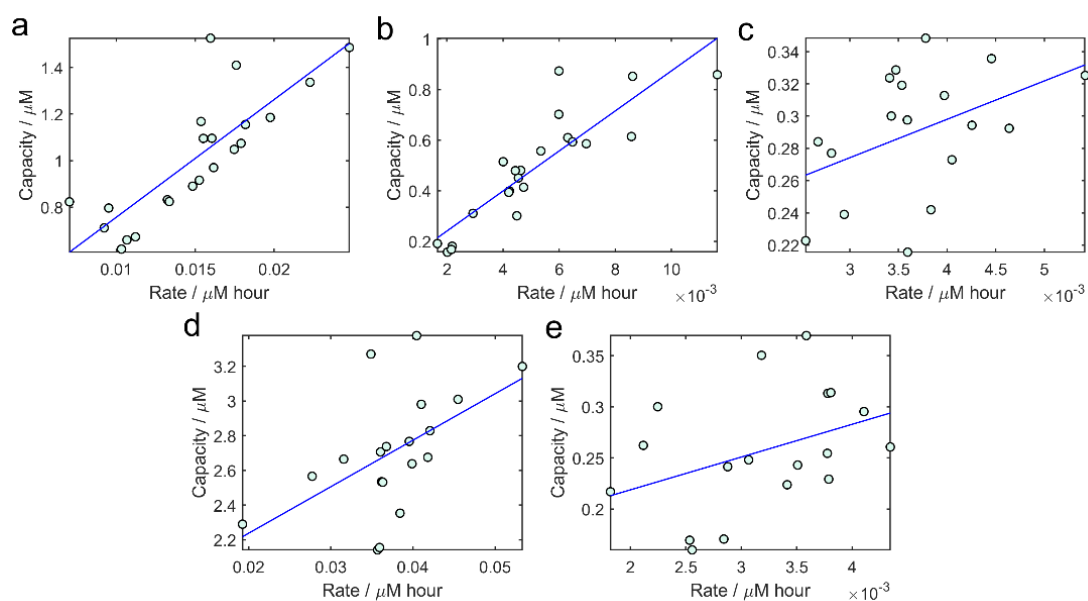 a
1.4
1.2
1
0.8
Capacity / μM
0.01 0.015 0.02
Rate / μM hour
b
1
0.8
0.6
0.4
0.2
Capacity / μM
2 4 6 8 10
Rate / μM hour ×10⁻³
c
0.34
0.32
0.3
0.28
0.26
0.24
0.22
Capacity / μM
3 3.5 4 4.5 5
Rate / μM hour ×10⁻³
d
3.2
3
2.8
2.6
2.4
2.2
Capacity / μM
0.02 0.03 0.04 0.05
Rate / μM hour
e
0.35
0.3
0.25
0.2
Capacity / μM
2 2.5 3 3.5 4
Rate / μM hour ×10⁻³